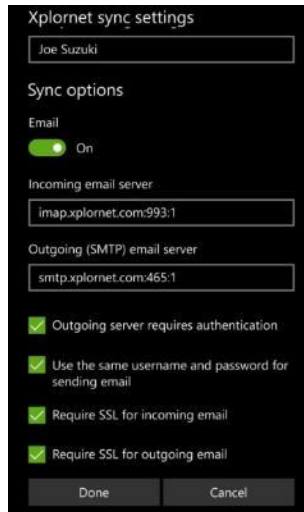 Xplornet sync settings
Joe Suzuki
Sync options
Email
On
Incoming email server
imap.xplornet.com:993:1
Outgoing (SMTP) email server
smtp.xplornet.com:465:1
Outgoing server requires authentication
Use the same username and password for
sending email
Require SSL for incoming email
Require SSL for outgoing email
Done
Cancel